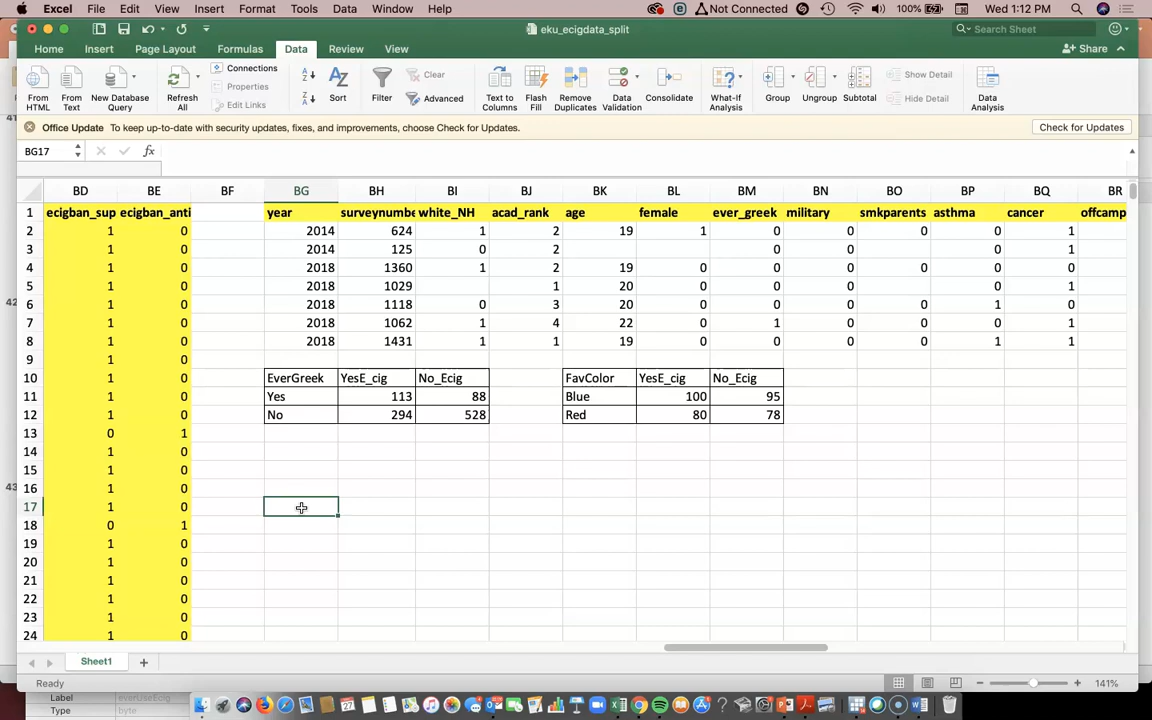 Excel File Edit View Insert Format Tools Data Window Help Not Connected 100% Wed 1:12 PM
eku_ecigdata_split Search Sheet
Home Insert Page Layout Formulas Data Review View Share
From HTML From Text New Database Query Refresh All Connections Properties Edit Links Sort Filter Clear Advanced Text to Columns Flash Fill Remove Duplicates Data Validation Consolidate What-If Analysis Group Ungroup Subtotal Show Detail Hide Detail Data Analysis
Office Update To keep up-to-date with security updates, fixes, and improvements, choose Check for Updates. Check for Updates
BG17 fx
BD BE BF BG BH BI BJ BK BL BM BN BO BP BQ BR
1 ecigban_sup ecigban_anti year surveynumbe white_NH acad_rank age female ever_greek military smkparents asthma cancer offcamp
2 1 0 2014 624 1 2 19 1 0 0 0 0 1
3 1 0 2014 125 0 2 0 0 0 1
4 1 0 2018 1360 1 2 19 0 0 0 0 0 0
5 1 0 2018 1029 1 20 0 0 0 0 1
6 1 0 2018 1118 0 3 20 0 0 0 0 1 0
7 1 0 2018 1062 1 4 22 0 1 0 0 0 1
8 1 0 2018 1431 1 1 19 0 0 0 0 1 1
9 1 0
10 1 0 EverGreek YesE_cig No_Ecig FavColor YesE_cig No_Ecig
11 1 0 Yes 113 88 Blue 100 95
12 1 0 No 294 528 Red 80 78
13 0 1
14 1 0
15 1 0
16 1 0
17 1 0
18 0 1
19 1 0
20 1 0
21 1 0
22 1 0
23 1 0
24 1 0
Sheet1
Ready 141%
Label everUseEcig
Type byte